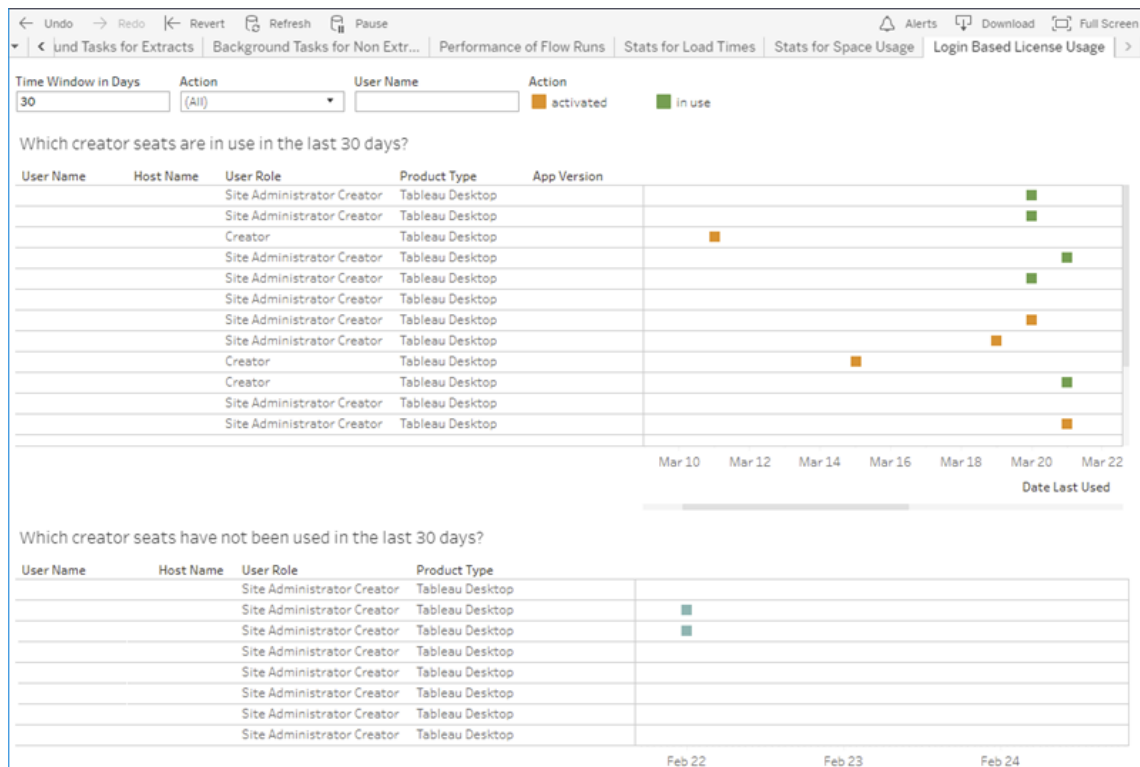 Undo Redo Revert Refresh Pause Alerts Download Full Screen
und Tasks for Extracts Background Tasks for Non Extr... Performance of Flow Runs Stats for Load Times Stats for Space Usage Login Based License Usage
Time Window in Days Action User Name Action
30 (All) activated in use
Which creator seats are in use in the last 30 days?
User Name Host Name User Role Product Type App Version
Site Administrator Creator Tableau Desktop
Site Administrator Creator Tableau Desktop
Creator Tableau Desktop
Site Administrator Creator Tableau Desktop
Site Administrator Creator Tableau Desktop
Site Administrator Creator Tableau Desktop
Site Administrator Creator Tableau Desktop
Site Administrator Creator Tableau Desktop
Creator Tableau Desktop
Creator Tableau Desktop
Site Administrator Creator Tableau Desktop
Site Administrator Creator Tableau Desktop
Mar 10 Mar 12 Mar 14 Mar 16 Mar 18 Mar 20 Mar 22
Date Last Used
Which creator seats have not been used in the last 30 days?
User Name Host Name User Role Product Type
Site Administrator Creator Tableau Desktop
Site Administrator Creator Tableau Desktop
Site Administrator Creator Tableau Desktop
Site Administrator Creator Tableau Desktop
Site Administrator Creator Tableau Desktop
Site Administrator Creator Tableau Desktop
Site Administrator Creator Tableau Desktop
Site Administrator Creator Tableau Desktop
Feb 22 Feb 23 Feb 24